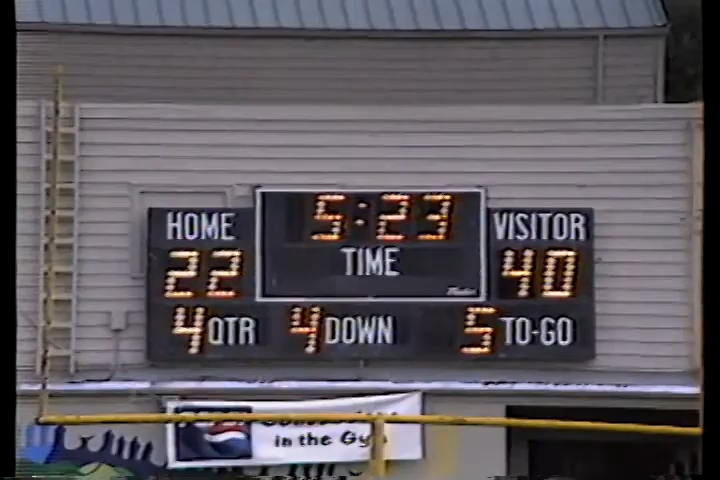 5:23
HOME
TIME
VISITOR
22
40
4 QTR 4 DOWN 5 TO-GO
in the Gym